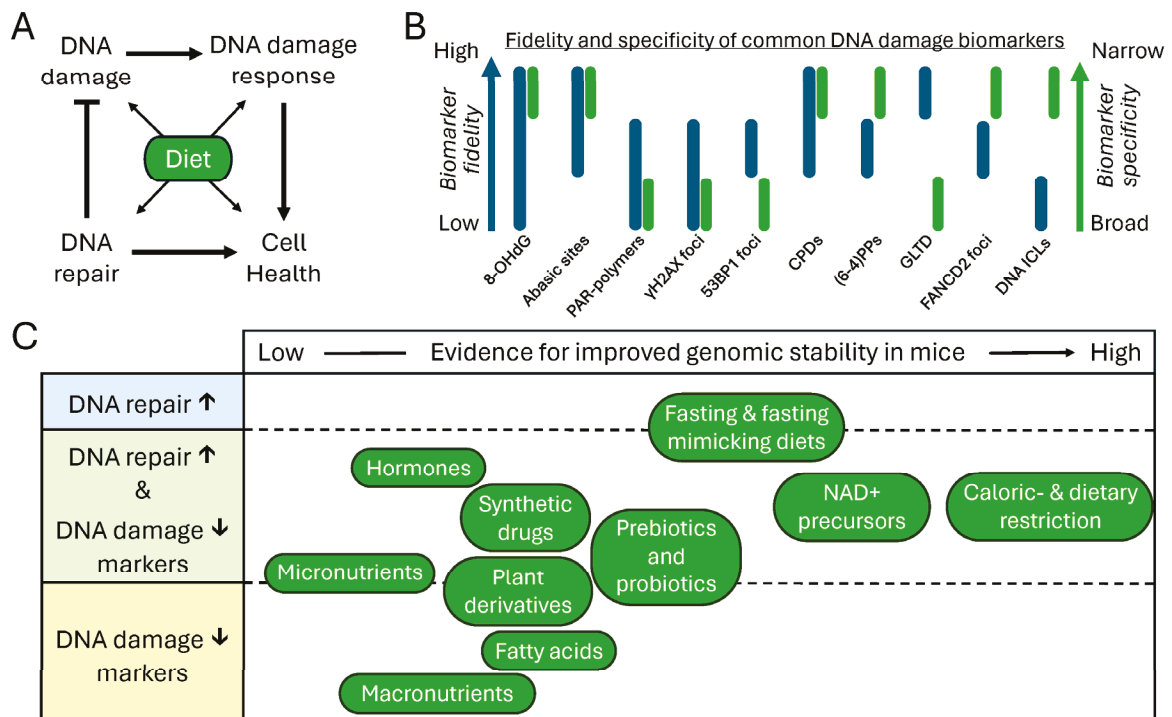 A
DNA
damage
DNA damage
response
Diet
DNA
repair
Cell
Health
B
Fidelity and specificity of common DNA damage biomarkers
High
Biomarker
fidelity
Low
Narrow
Biomarker
specificity
Broad
8-OHdG
Abasic sites
PAR-polymers
γH2AX foci
53BP1 foci
CPDs
(6-4)PPs
GLTD
FANCD2 foci
DNA ICLs
C
Low
Evidence for improved genomic stability in mice
High
DNA repair ↑
Fasting & fasting
mimicking diets
DNA repair ↑
&
DNA damage ↓
markers
Hormones
Synthetic
drugs
Prebiotics
and
probiotics
NAD+
precursors
Caloric- & dietary
restriction
Micronutrients
Plant
derivatives
DNA damage ↓
markers
Fatty acids
Macronutrients